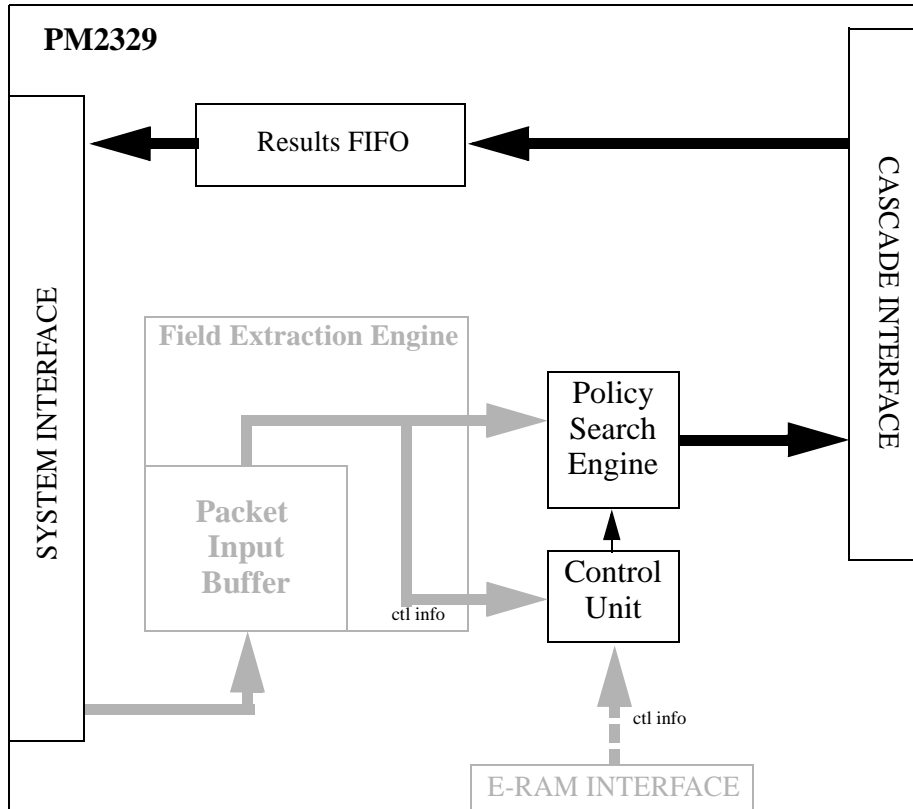 PM2329
Results FIFO
CASCADE INTERFACE
SYSTEM INTERFACE
Field Extraction Engine
Policy
Search
Engine
Packet
Input
Buffer
Control
Unit
ctl info
ctl info
E-RAM INTERFACE